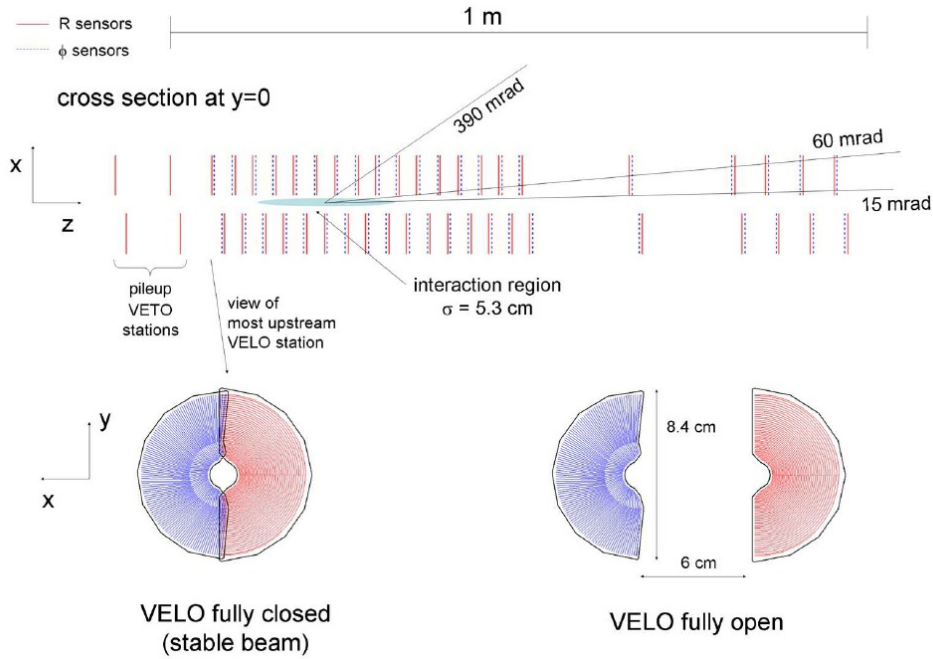 1 m
R sensors
ϕ sensors
cross section at y=0
390 mrad
60 mrad
15 mrad
x
z
interaction region
σ = 5.3 cm
pileup
VETO
stations
view of
most upstream
VELO station
y
x
8.4 cm
6 cm
VELO fully closed
(stable beam)
VELO fully open